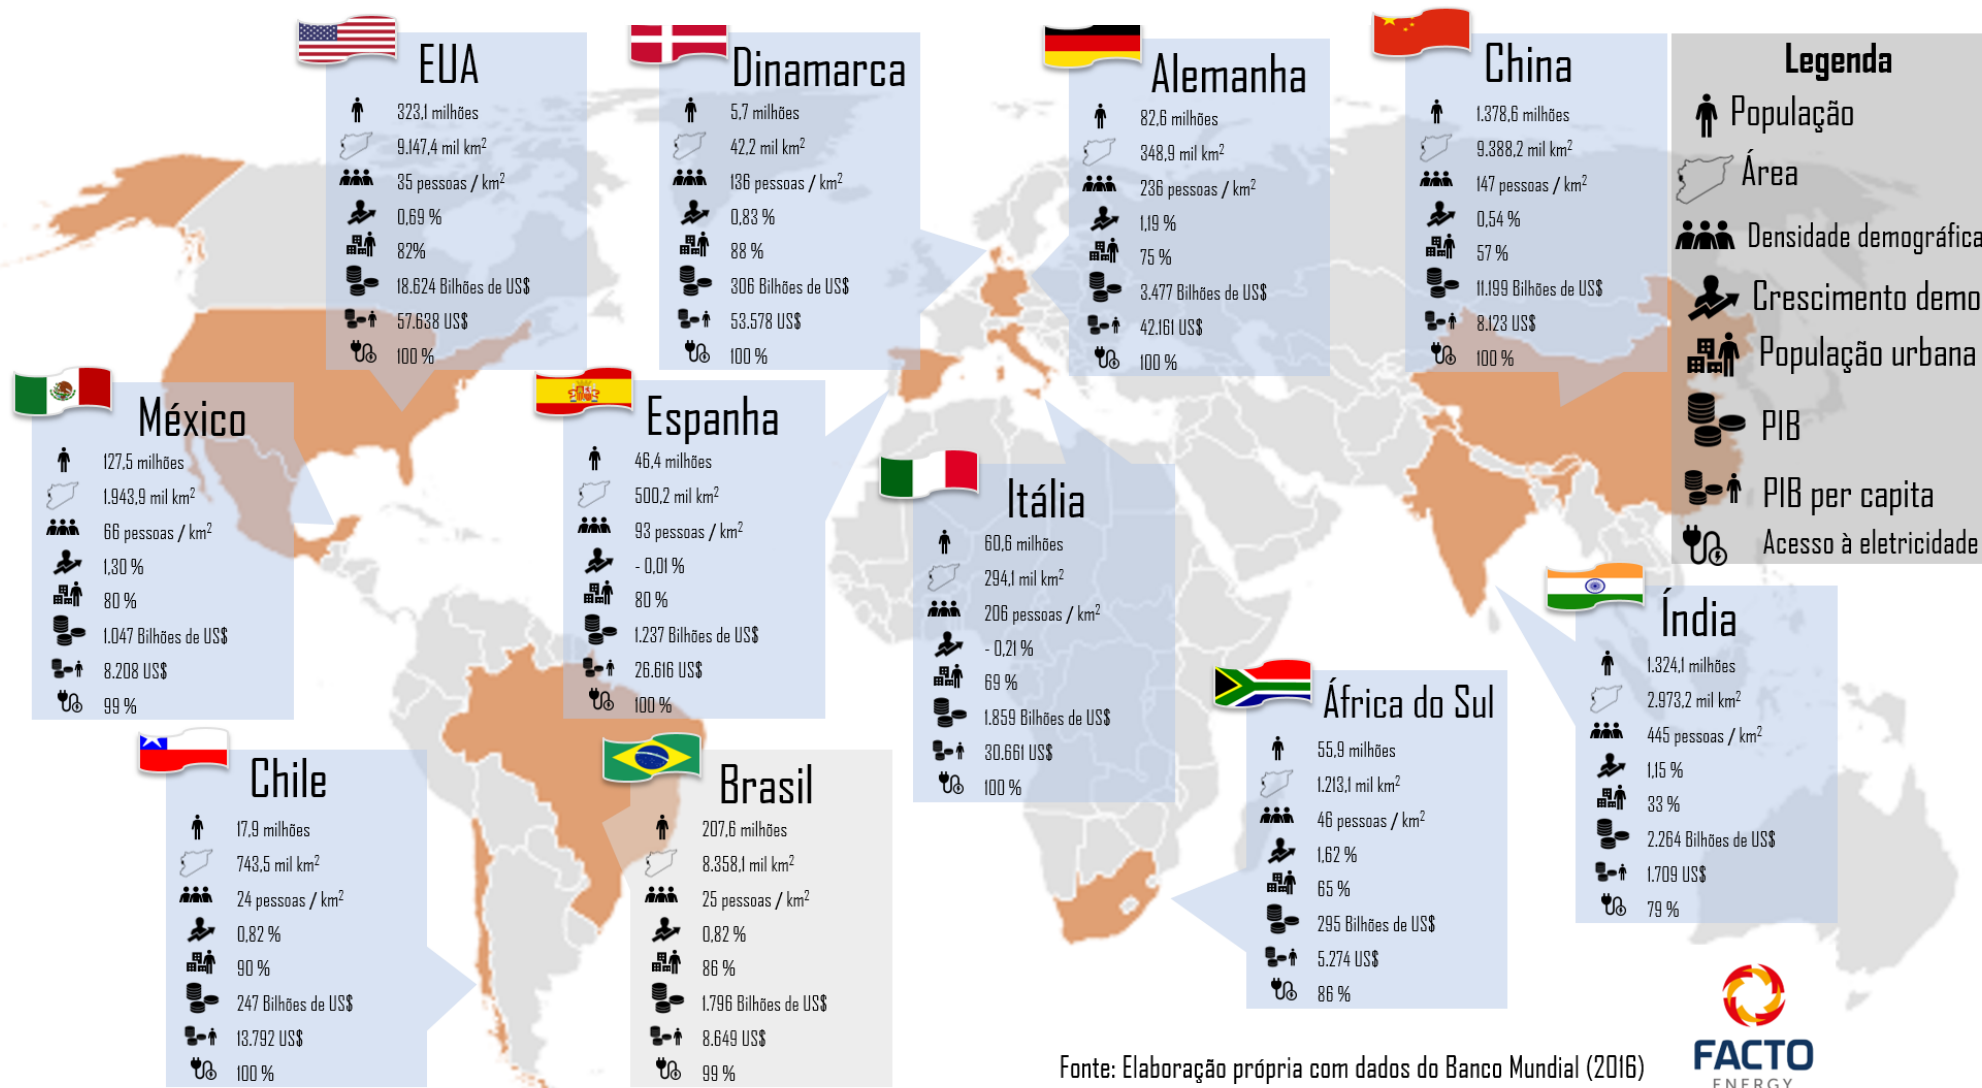 EUA
323,1 milhões
9.147,4 mil km²
35 pessoas / km²
0,69 %
82%
18.624 Bilhões de US$
57.638 US$
100 %
Dinamarca
5,7 milhões
42,2 mil km²
136 pessoas / km²
0,83 %
88 %
306 Bilhões de US$
53.578 US$
100 %
Alemanha
82,6 milhões
348,9 mil km²
236 pessoas / km²
1,19 %
75 %
3.477 Bilhões de US$
42.161 US$
100 %
China
1.378,6 milhões
9.388,2 mil km²
147 pessoas / km²
0,54 %
57 %
11.199 Bilhões de US$
8.123 US$
100 %
Legenda
População
Área
Densidade demográfica
Crescimento demo
População urbana
PIB
PIB per capita
Acesso à eletricidade
México
127,5 milhões
1.943,9 mil km²
66 pessoas / km²
1,30 %
80 %
1.047 Bilhões de US$
8.208 US$
99 %
Espanha
46,4 milhões
500,2 mil km²
93 pessoas / km²
- 0,01 %
80 %
1.237 Bilhões de US$
26.616 US$
100 %
Itália
60,6 milhões
294,1 mil km²
206 pessoas / km²
- 0,21 %
69 %
1.859 Bilhões de US$
30.661 US$
100 %
Índia
1.324,1 milhões
2.973,2 mil km²
445 pessoas / km²
1,15 %
33 %
2.264 Bilhões de US$
1.709 US$
79 %
África do Sul
55,9 milhões
1.213,1 mil km²
46 pessoas / km²
1,62 %
65 %
295 Bilhões de US$
5.274 US$
86 %
Chile
17,9 milhões
743,5 mil km²
24 pessoas / km²
0,82 %
90 %
247 Bilhões de US$
13.792 US$
100 %
Brasil
207,6 milhões
8.358,1 mil km²
25 pessoas / km²
0,82 %
86 %
1.796 Bilhões de US$
8.649 US$
99 %
Fonte: Elaboração própria com dados do Banco Mundial (2016)
FACTO
ENERGY